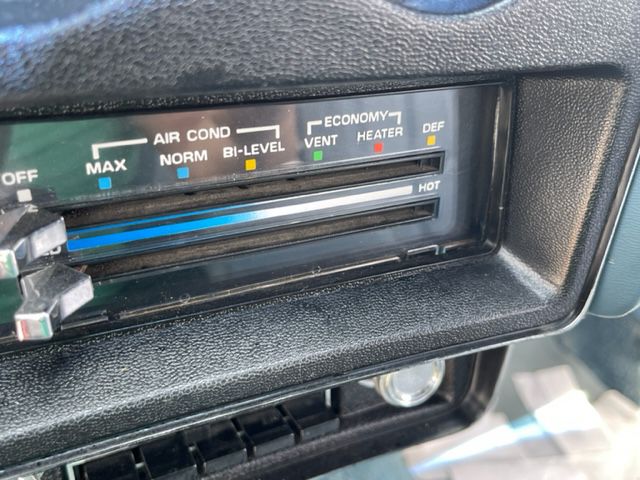 AIR COND ECONOMY
OFF MAX NORM BI-LEVEL VENT HEATER DEF
HOT